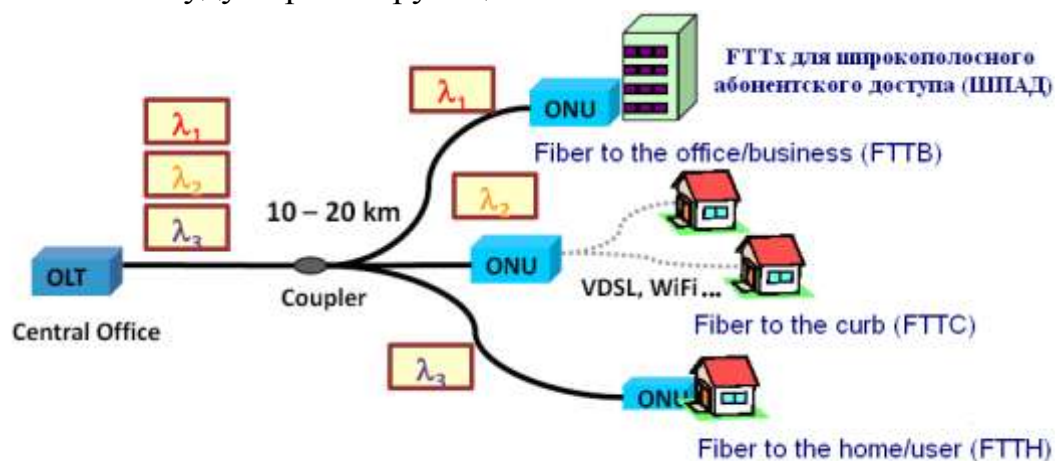 FTTx для широкополосного
абонентского доступа (ШПАД)
λ1
λ1
ONU
Fiber to the office/business (FTTB)
λ2
λ2
10 – 20 km
λ3
OLT
ONU
Coupler
VDSL, WiFi...
Central Office
Fiber to the curb (FTTC)
λ3
ONU
Fiber to the home/user (FTTH)